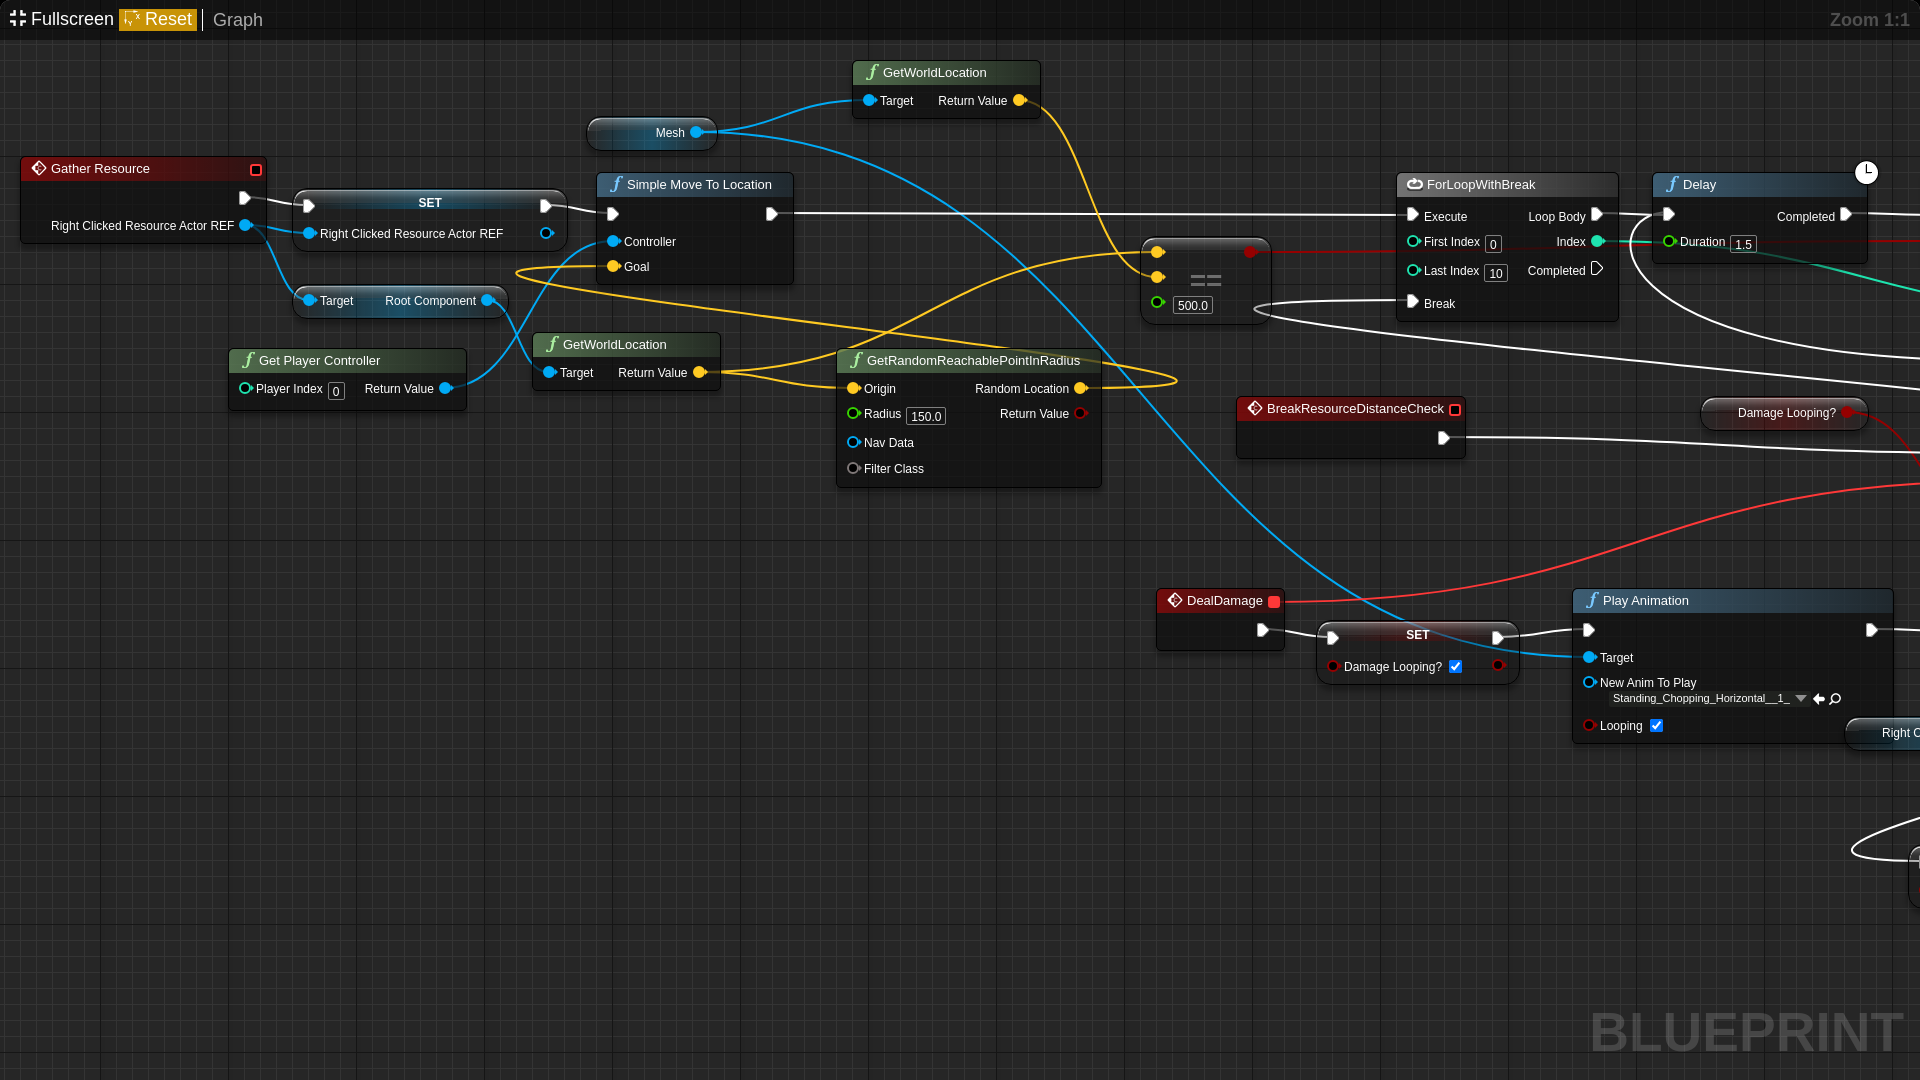 Fullscreen Reset Graph
Zoom 1:1
GetWorldLocation
Target Return Value
Mesh
Gather Resource
Right Clicked Resource Actor REF
SET
Right Clicked Resource Actor REF
Simple Move To Location
Controller
Goal
Target Root Component
Get Player Controller
Player Index 0 Return Value
GetWorldLocation
Target Return Value
GetRandomReachablePointInRadius
Origin Random Location
Radius 150.0 Return Value
Nav Data
Filter Class
==
500.0
ForLoopWithBreak
Execute Loop Body
First Index 0 Index
Last Index 10 Completed
Break
Delay
Completed
Duration 1.5
BreakResourceDistanceCheck
Damage Looping?
DealDamage
SET
Damage Looping?
Play Animation
Target
New Anim To Play
Standing_Chopping_Horizontal__1_
Looping
Right C
BLUEPRINT